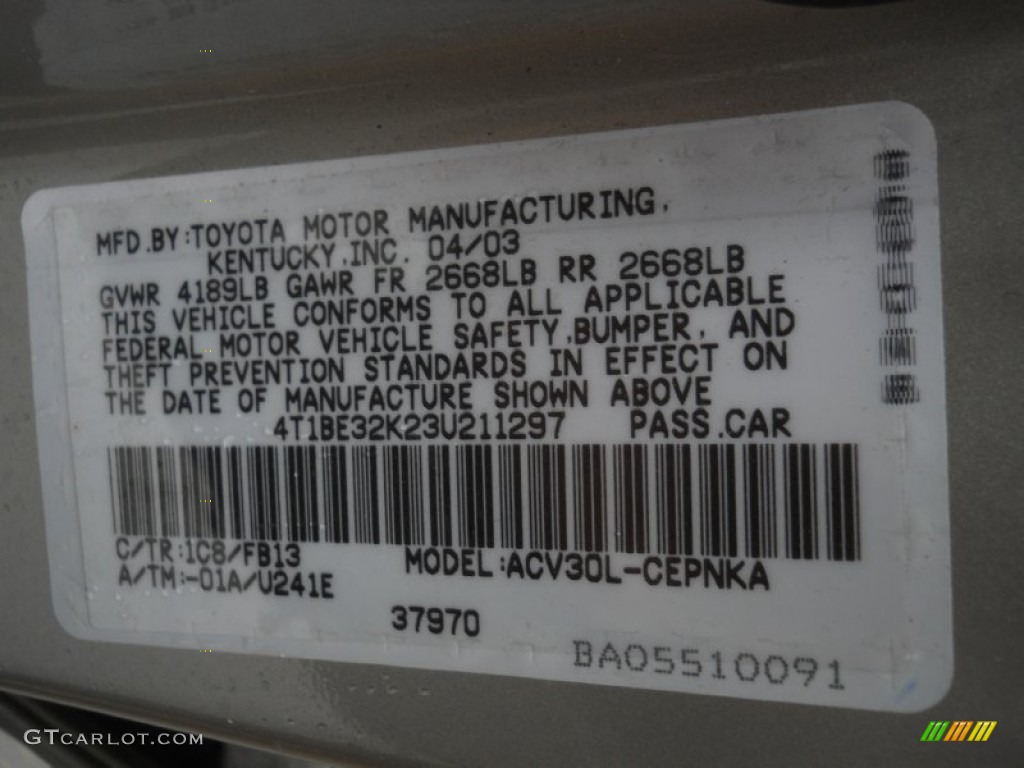 MFD.BY:TOYOTA MOTOR MANUFACTURING,
KENTUCKY,INC. 04/03
GVWR 4189LB GAWR FR 2668LB RR 2668LB
THIS VEHICLE CONFORMS TO ALL APPLICABLE
FEDERAL MOTOR VEHICLE SAFETY,BUMPER, AND
THEFT PREVENTION STANDARDS IN EFFECT ON
THE DATE OF MANUFACTURE SHOWN ABOVE
4T1BE32K23U211297 PASS.CAR
C/TR:1C8/FB13 MODEL:ACV30L-CEPNKA
A/TM:-01A/U241E
37970
BA05510091
GTCARLOT.COM